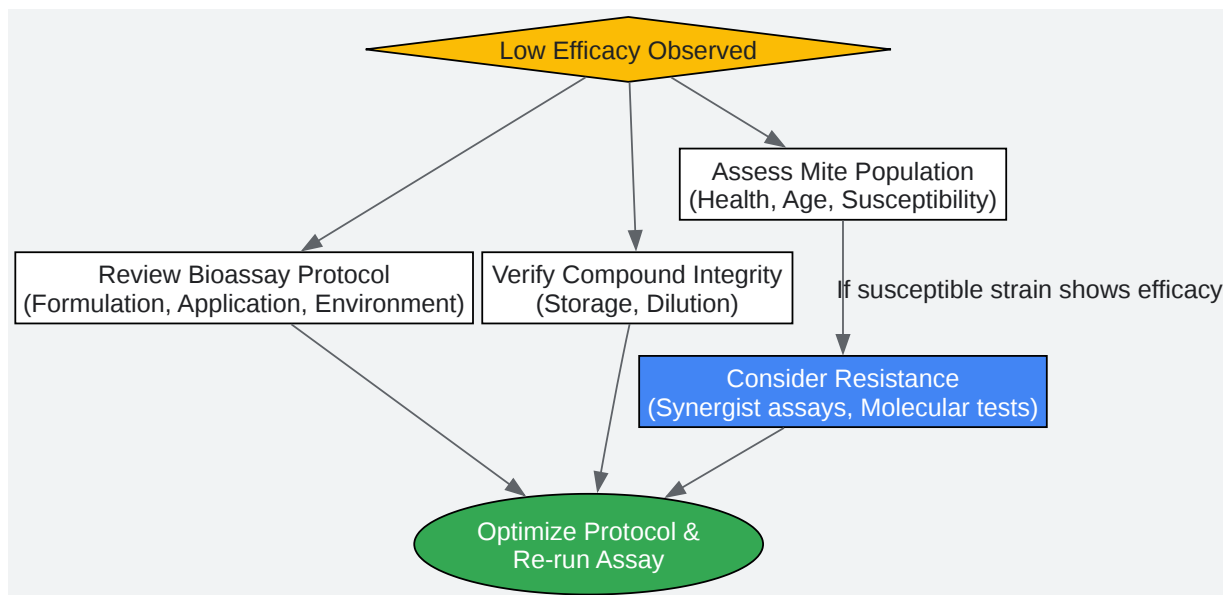 Low Efficacy Observed
Assess Mite Population
(Health, Age, Susceptibility)
Review Bioassay Protocol
(Formulation, Application, Environment)
Verify Compound Integrity
(Storage, Dilution)
If susceptible strain shows efficacy
Consider Resistance
(Synergist assays, Molecular tests)
Optimize Protocol &
Re-run Assay